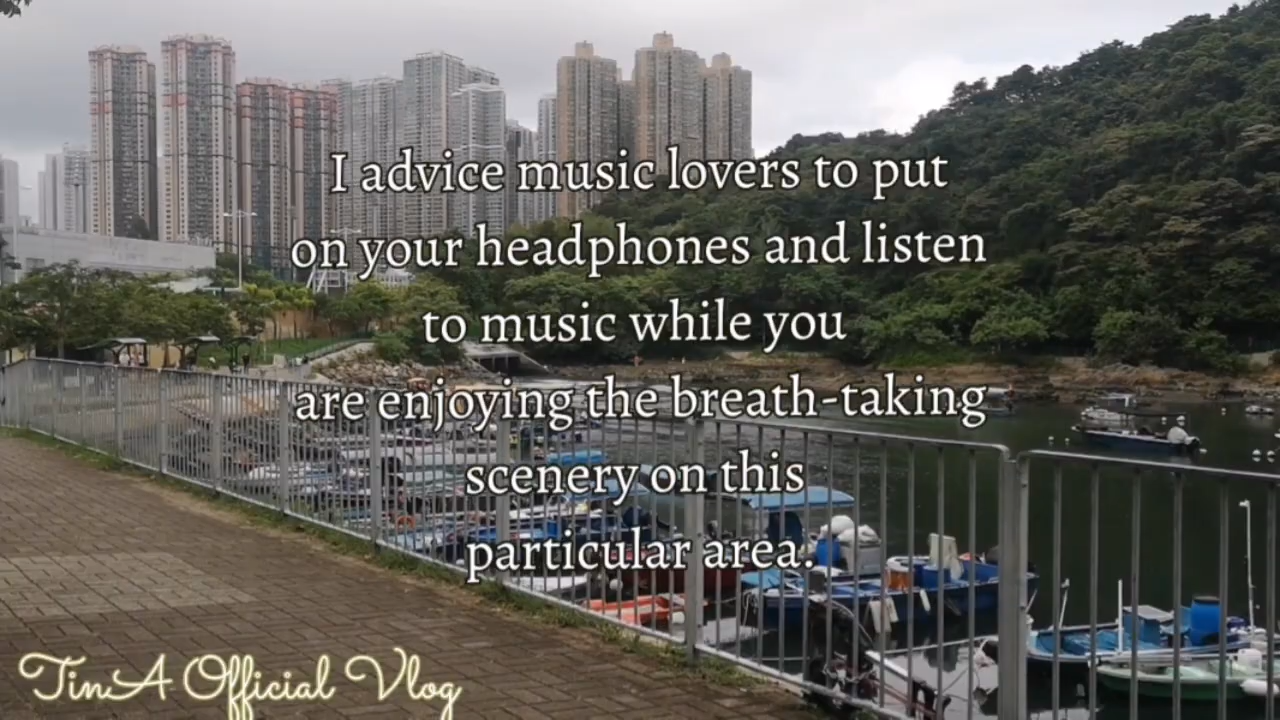 I advice music lovers to put
on your headphones and listen
to music while you
are enjoying the breath-taking
scenery on this
particular area.
TinA Official Vlog